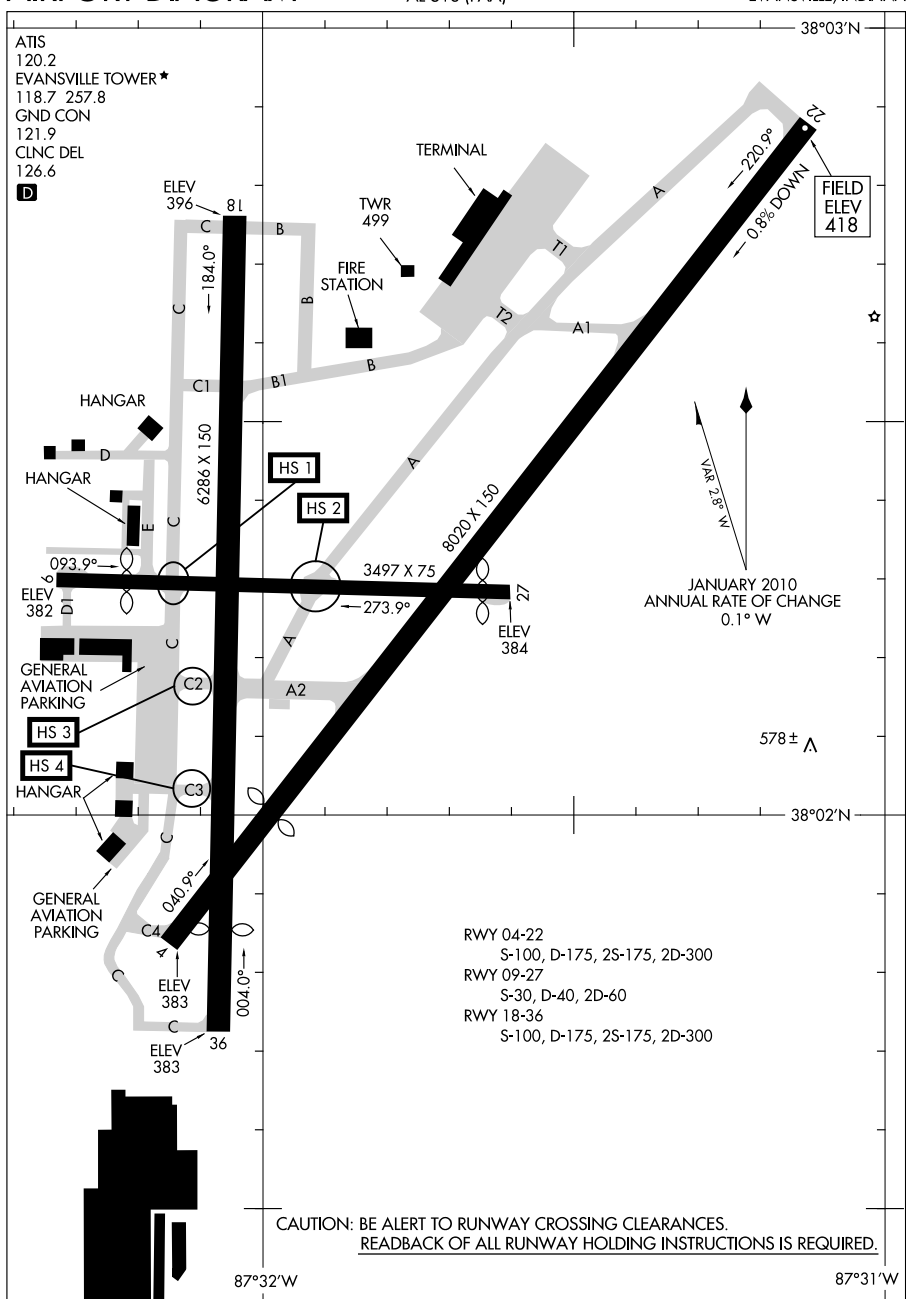 38°03'N
ATIS
120.2
EVANSVILLE TOWER★
118.7 257.8
GND CON
121.9
CLNC DEL
126.6
D
22
220.9°
0.8% DOWN
FIELD
ELEV
418
TERMINAL
A
ELEV
396
18
TWR
499
C
B
T1
184.0°
FIRE
STATION
C
B
T2
A1
B
C1
B1
HANGAR
6286 X 150
D
A
HS 1
VAR 2.8° W
HANGAR
HS 2
8020 X 150
E
C
093.9°
3497 X 75
9
27
JANUARY 2010
ANNUAL RATE OF CHANGE
0.1° W
ELEV
382
D1
273.9°
ELEV
384
C
A
GENERAL
AVIATION
PARKING
C2
A2
HS 3
578 ±
HS 4
HANGAR
C3
38°02'N
C
040.9°
GENERAL
AVIATION
PARKING
C4
4
RWY 04-22
S-100, D-175, 2S-175, 2D-300
RWY 09-27
S-30, D-40, 2D-60
RWY 18-36
S-100, D-175, 2S-175, 2D-300
C
ELEV
383
004.0°
C
ELEV
383
36
CAUTION: BE ALERT TO RUNWAY CROSSING CLEARANCES.
READBACK OF ALL RUNWAY HOLDING INSTRUCTIONS IS REQUIRED.
87°32'W
87°31'W